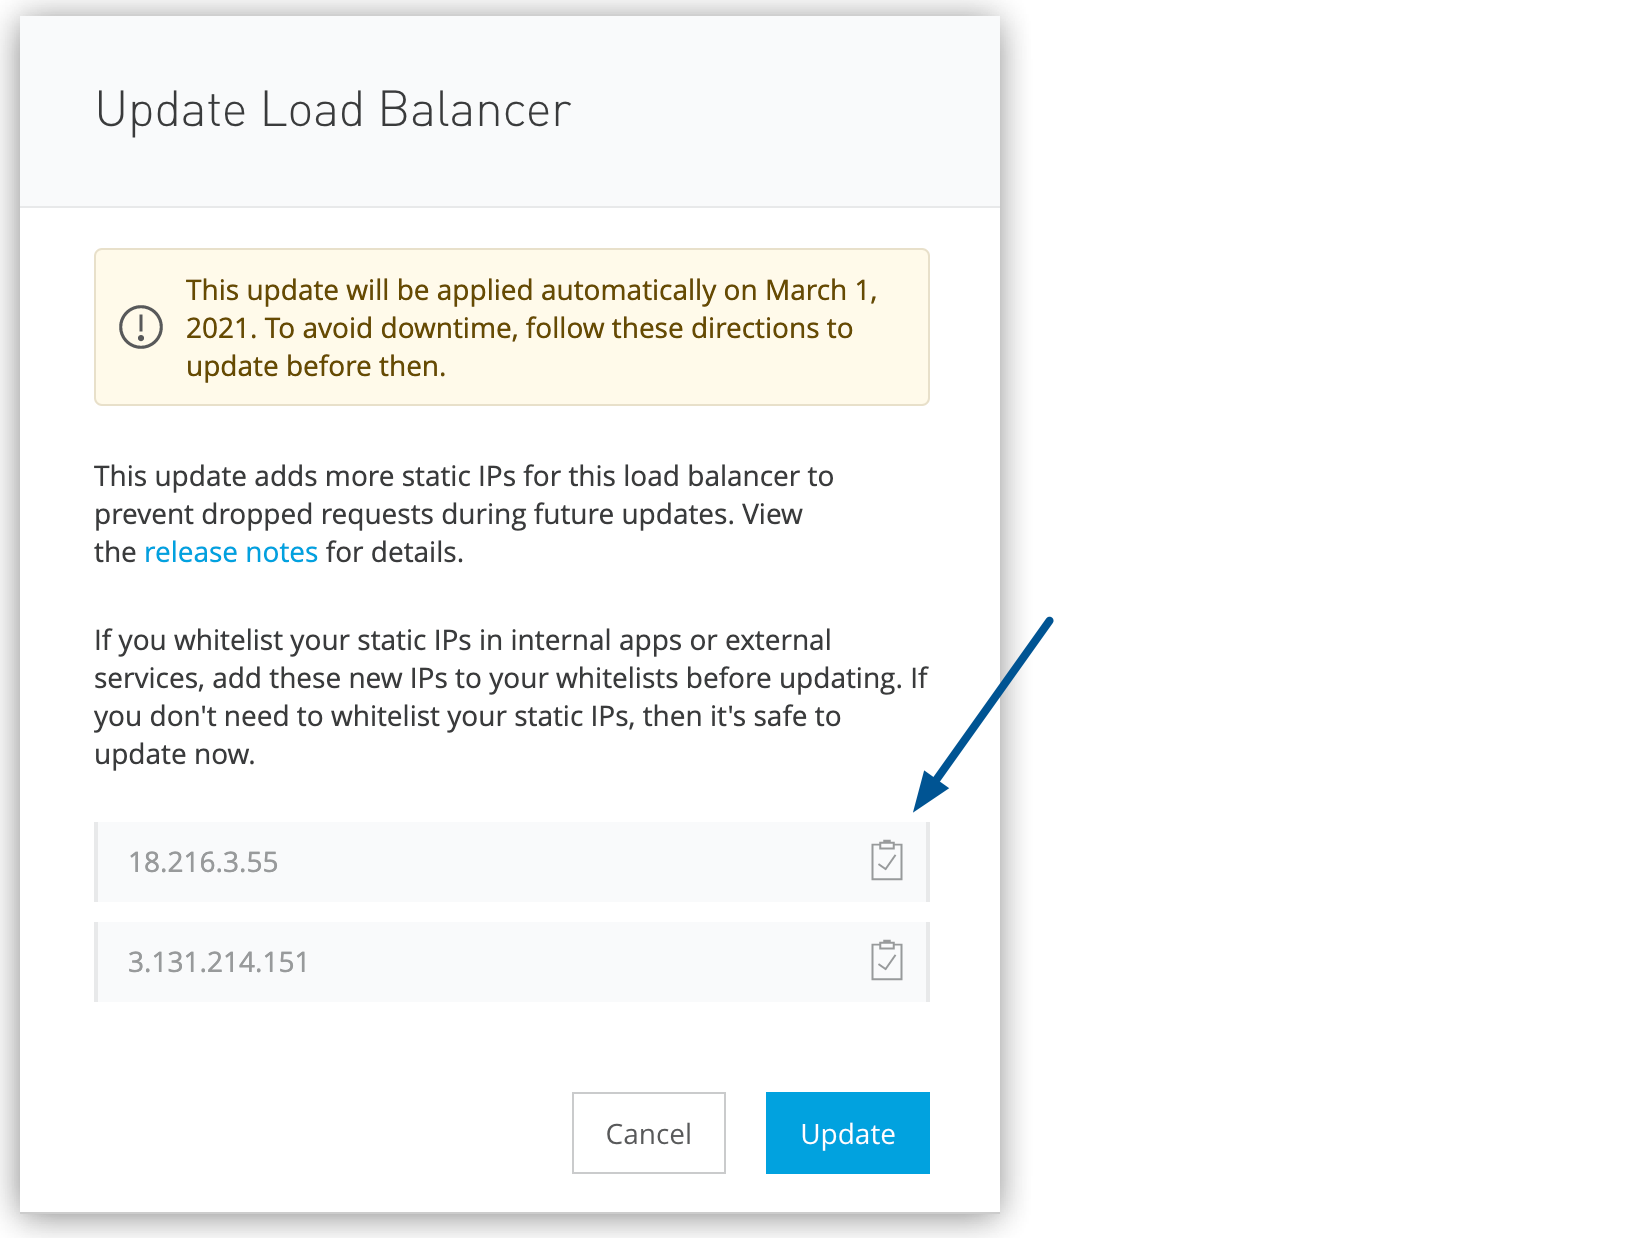 Update Load Balancer
This update will be applied automatically on March 1,
2021. To avoid downtime, follow these directions to
update before then.
This update adds more static IPs for this load balancer to
prevent dropped requests during future updates. View
the release notes for details.
If you whitelist your static IPs in internal apps or external
services, add these new IPs to your whitelists before updating. If
you don't need to whitelist your static IPs, then it's safe to
update now.
18.216.3.55
3.131.214.151
Cancel
Update